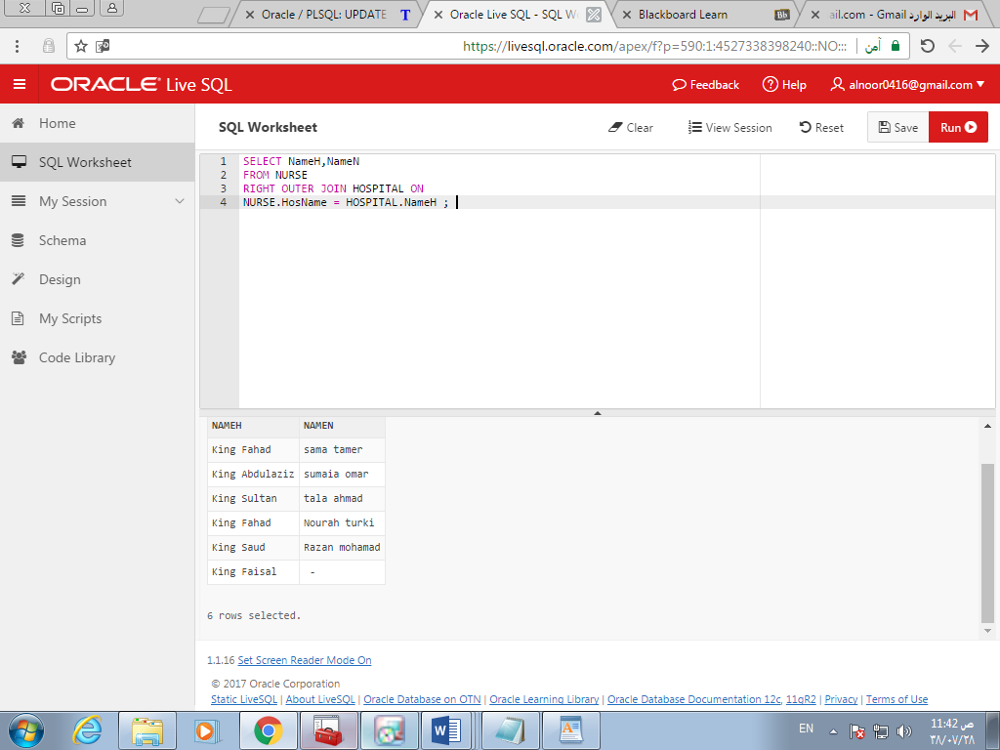 Oracle / PLSQL: UPDATE
Oracle Live SQL - SQL W
Blackboard Learn
Bb
ail.com - Gmail البريد الوارد
https://livesql.oracle.com/apex/f?p=590:1:4527338398240::NO:::
آمن
ORACLE Live SQL
Feedback
Help
alnoor0416@gmail.com
Home
SQL Worksheet
My Session
Schema
Design
My Scripts
Code Library
SQL Worksheet
Clear
View Session
Reset
Save
Run
1 SELECT NameH,NameN
2 FROM NURSE
3 RIGHT OUTER JOIN HOSPITAL ON
4 NURSE.HosName = HOSPITAL.NameH ;
NAMEH NAMEN
King Fahad sama tamer
King Abdulaziz sumaia omar
King Sultan tala ahmad
King Fahad Nourah turki
King Saud Razan mohamad
King Faisal -
6 rows selected.
1.1.16 Set Screen Reader Mode On
© 2017 Oracle Corporation
Static LiveSQL | About LiveSQL | Oracle Database on OTN | Oracle Learning Library | Oracle Database Documentation 12c, 11gR2 | Privacy | Terms of Use
EN
11:42 ص
٣٨/٠٧/٢٨